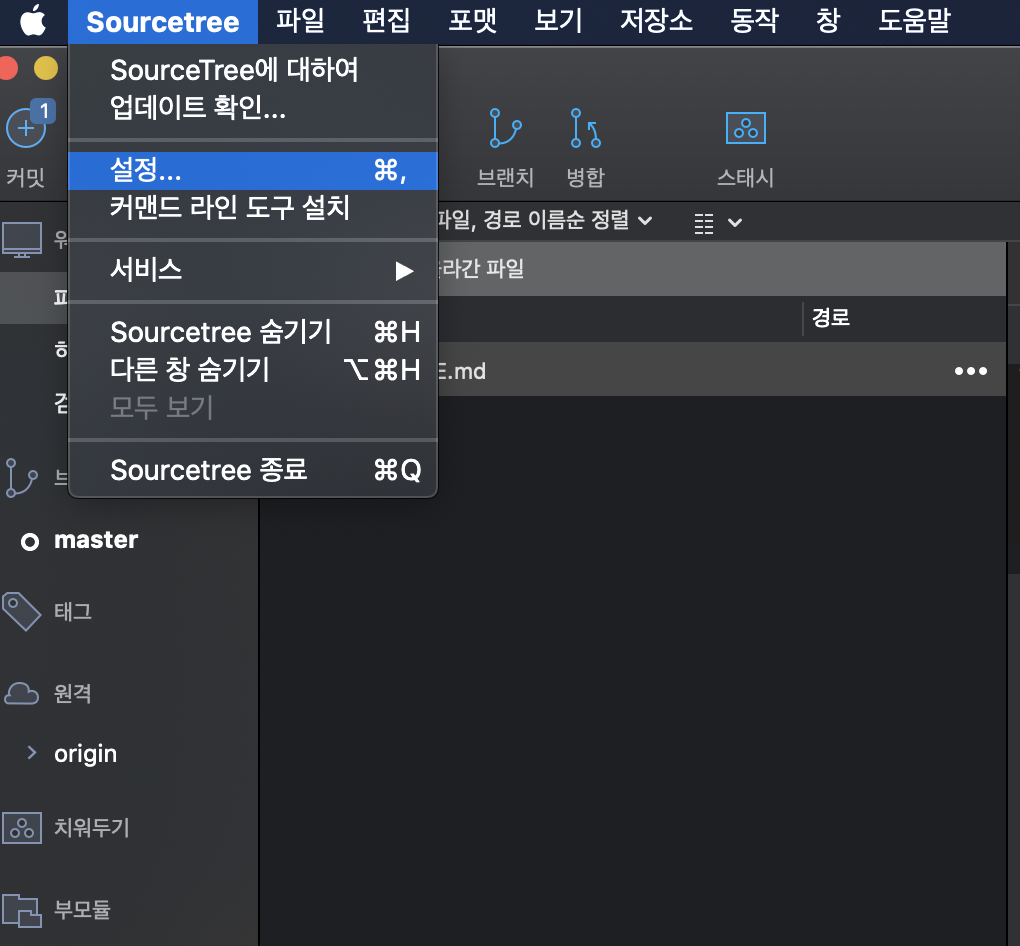 Sourcetree 파일 편집 포맷 보기 저장소 동작 창 도움말
SourceTree에 대하여
업데이트 확인...
1
커밋
브랜치 병합 스태시
설정... ⌘,
커맨드 라인 도구 설치
파일, 경로 이름순 정렬
서비스
라간 파일
경로
Sourcetree 숨기기 ⌘H
다른 창 숨기기 ⌥⌘H
E.md
모두 보기
Sourcetree 종료 ⌘Q
master
태그
원격
origin
치워두기
부모듈